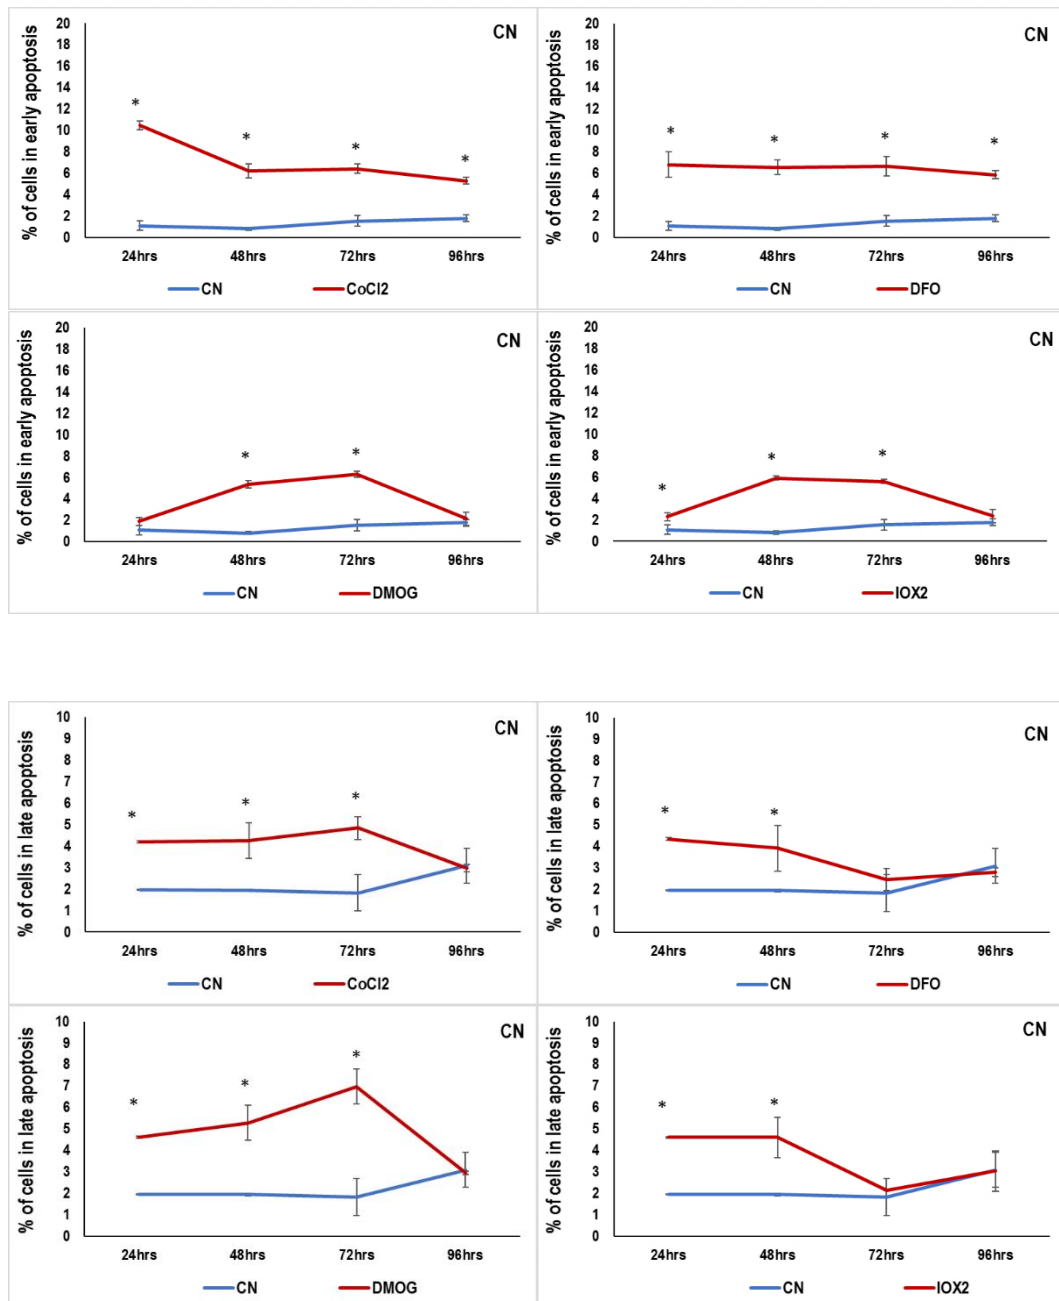 CN
% of cells in early apoptosis
20
18
16
14
12
10
8
6
4
2
0
*
*
*
*
24hrs
48hrs
72hrs
96hrs
CN
CoCl2
CN
% of cells in early apoptosis
20
18
16
14
12
10
8
6
4
2
0
*
*
*
*
24hrs
48hrs
72hrs
96hrs
CN
DFO
CN
% of cells in early apoptosis
20
18
16
14
12
10
8
6
4
2
0
*
*
24hrs
48hrs
72hrs
96hrs
CN
DMOG
CN
% of cells in early apoptosis
20
18
16
14
12
10
8
6
4
2
0
*
*
*
24hrs
48hrs
72hrs
96hrs
CN
IOX2
CN
% of cells in late apoptosis
10
9
8
7
6
5
4
3
2
1
0
*
*
*
24hrs
48hrs
72hrs
96hrs
CN
CoCl2
CN
% of cells in late apoptosis
10
9
8
7
6
5
4
3
2
1
0
*
*
24hrs
48hrs
72hrs
96hrs
CN
DFO
CN
% of cells in late apoptosis
10
9
8
7
6
5
4
3
2
1
0
*
*
*
24hrs
48hrs
72hrs
96hrs
CN
DMOG
CN
% of cells in late apoptosis
10
9
8
7
6
5
4
3
2
1
0
*
*
24hrs
48hrs
72hrs
96hrs
CN
IOX2